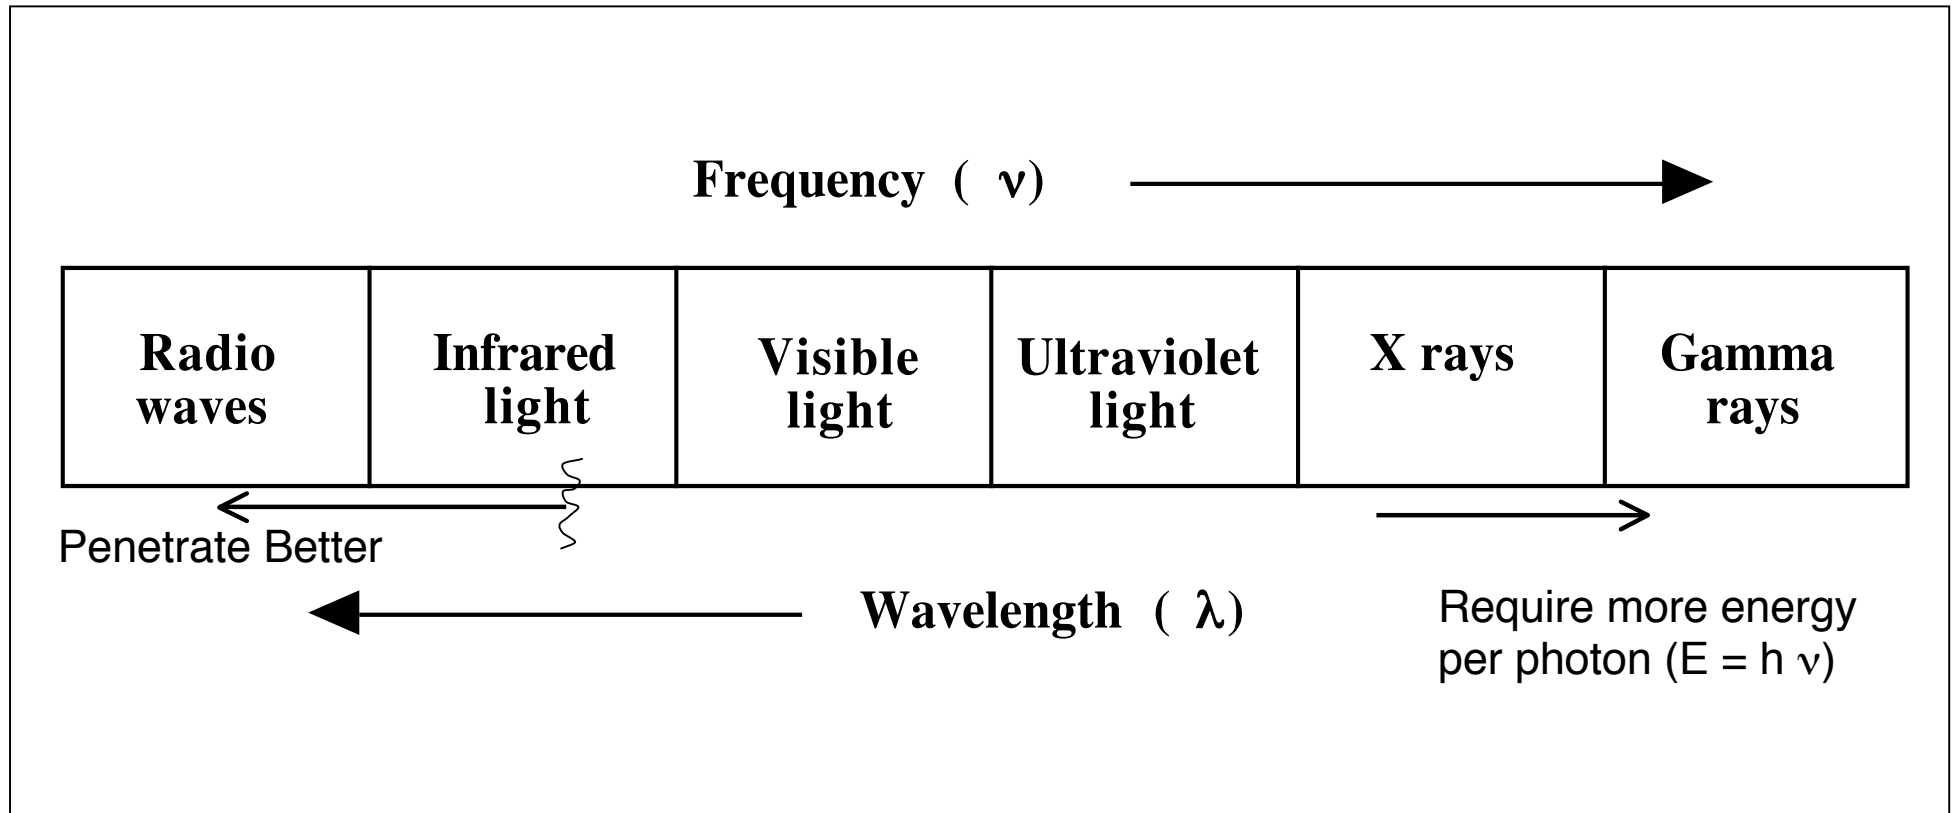 Frequency ( ν)
Radio
waves
Infrared
light
Visible
light
Ultraviolet
light
X rays
Gamma
rays
Penetrate Better
Wavelength ( λ)
Require more energy
per photon (E = h ν)